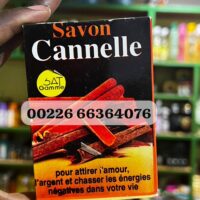 Savon
Cannelle
SAT
Gamme
00226 66364076
pour attirer l'amour,
l'argent et chasser les énergies
négatives dans votre vie